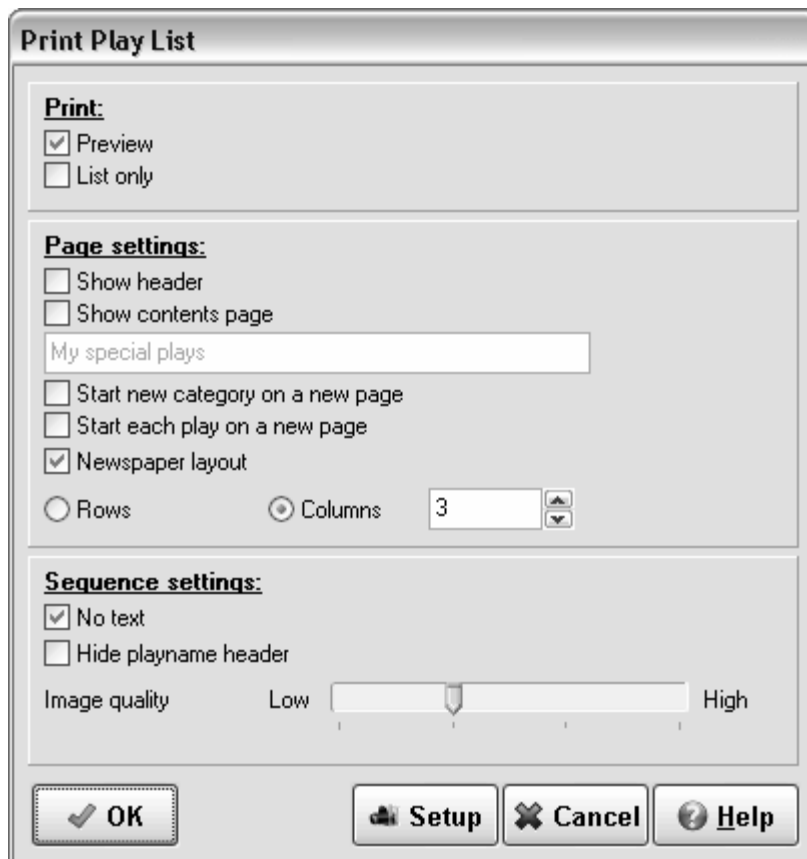 Print Play List
Print:
Preview
List only
Page settings:
Show header
Show contents page
My special plays
Start new category on a new page
Start each play on a new page
Newspaper layout
Rows Columns 3
Sequence settings:
No text
Hide playname header
Image quality Low High
OK Setup Cancel Help